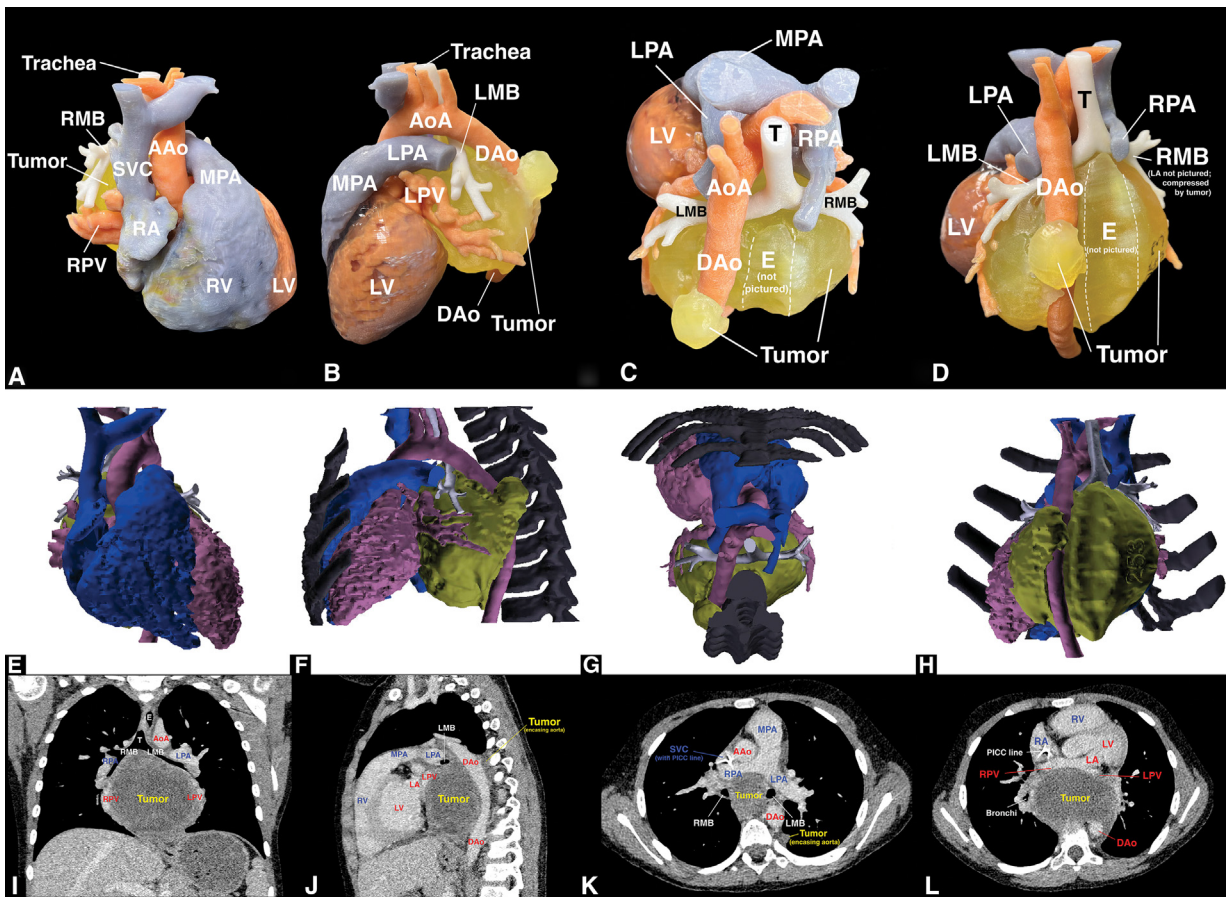 Trachea
RMB
Tumor
SVC
AAo
MPA
RA
RPV
RV
LV
A
Trachea
LMB
AoA
LPA
DAo
MPA
LPV
LV
DAo
Tumor
B
MPA
LPA
LV
T
RPA
AoA
LMB
RMB
DAo
E
(not
pictured)
Tumor
C
T
LPA
RPA
LMB
RMB
(LA not pictured;
compressed
by tumor)
DAo
LV
E
(not pictured)
Tumor
D
E
F
G
H
E
T
AoA
RMB
LMB
LPA
RPA
RPV
Tumor
LPV
I
LMB
Tumor
(encasing aorta)
MPA
LPA
DAo
LPV
LA
RV
LV
Tumor
DAo
J
MPA
SVC
(with PICC line)
AAo
RPA
LPA
Tumor
RMB
DAo
LMB
Tumor
(encasing aorta)
K
RV
RA
LV
PICC line
LA
RPV
LPV
Tumor
Bronchi
DAo
L